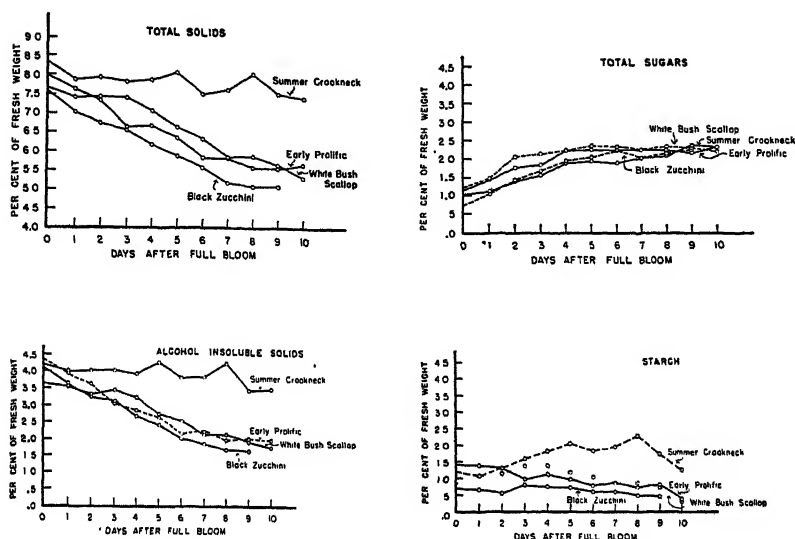 TOTAL SOLIDS
PER CENT OF FRESH WEIGHT
9 0
8 5
8.0
7.5
7.0
6.5
6.0
5.5
5.0
4.5
4.0
Summer Crookneck
Early Prolific
White Bush
Scallop
Black Zucchini
0 1 2 3 4 5 6 7 8 9 10
DAYS AFTER FULL BLOOM
TOTAL SUGARS
PER CENT OF FRESH WEIGHT
4.5
4.0
3.5
3.0
2.5
2.0
1.5
1.0
.5
.0
White Bush Scallop
Summer Crookneck
Early Prolific
Black Zucchini
0 1 2 3 4 5 6 7 8 9 10
DAYS AFTER FULL BLOOM
ALCOHOL INSOLUBLE SOLIDS
PER CENT OF FRESH WEIGHT
4.5
4.0
3.5
3.0
2.5
2.0
1.5
1.0
.5
.0
Summer Crookneck
Early Prolific
White Bush Scallop
Black Zucchini
0 1 2 3 4 5 6 7 8 9 10
DAYS AFTER FULL BLOOM
STARCH
PER CENT OF FRESH WEIGHT
4.5
4.0
3.5
3.0
2.5
2.0
1.5
1.0
.5
.0
Summer Crookneck
Early Prolific
White Bush Scallop
Black Zucchini
0 1 2 3 4 5 6 7 8 9 10
DAYS AFTER FULL BLOOM